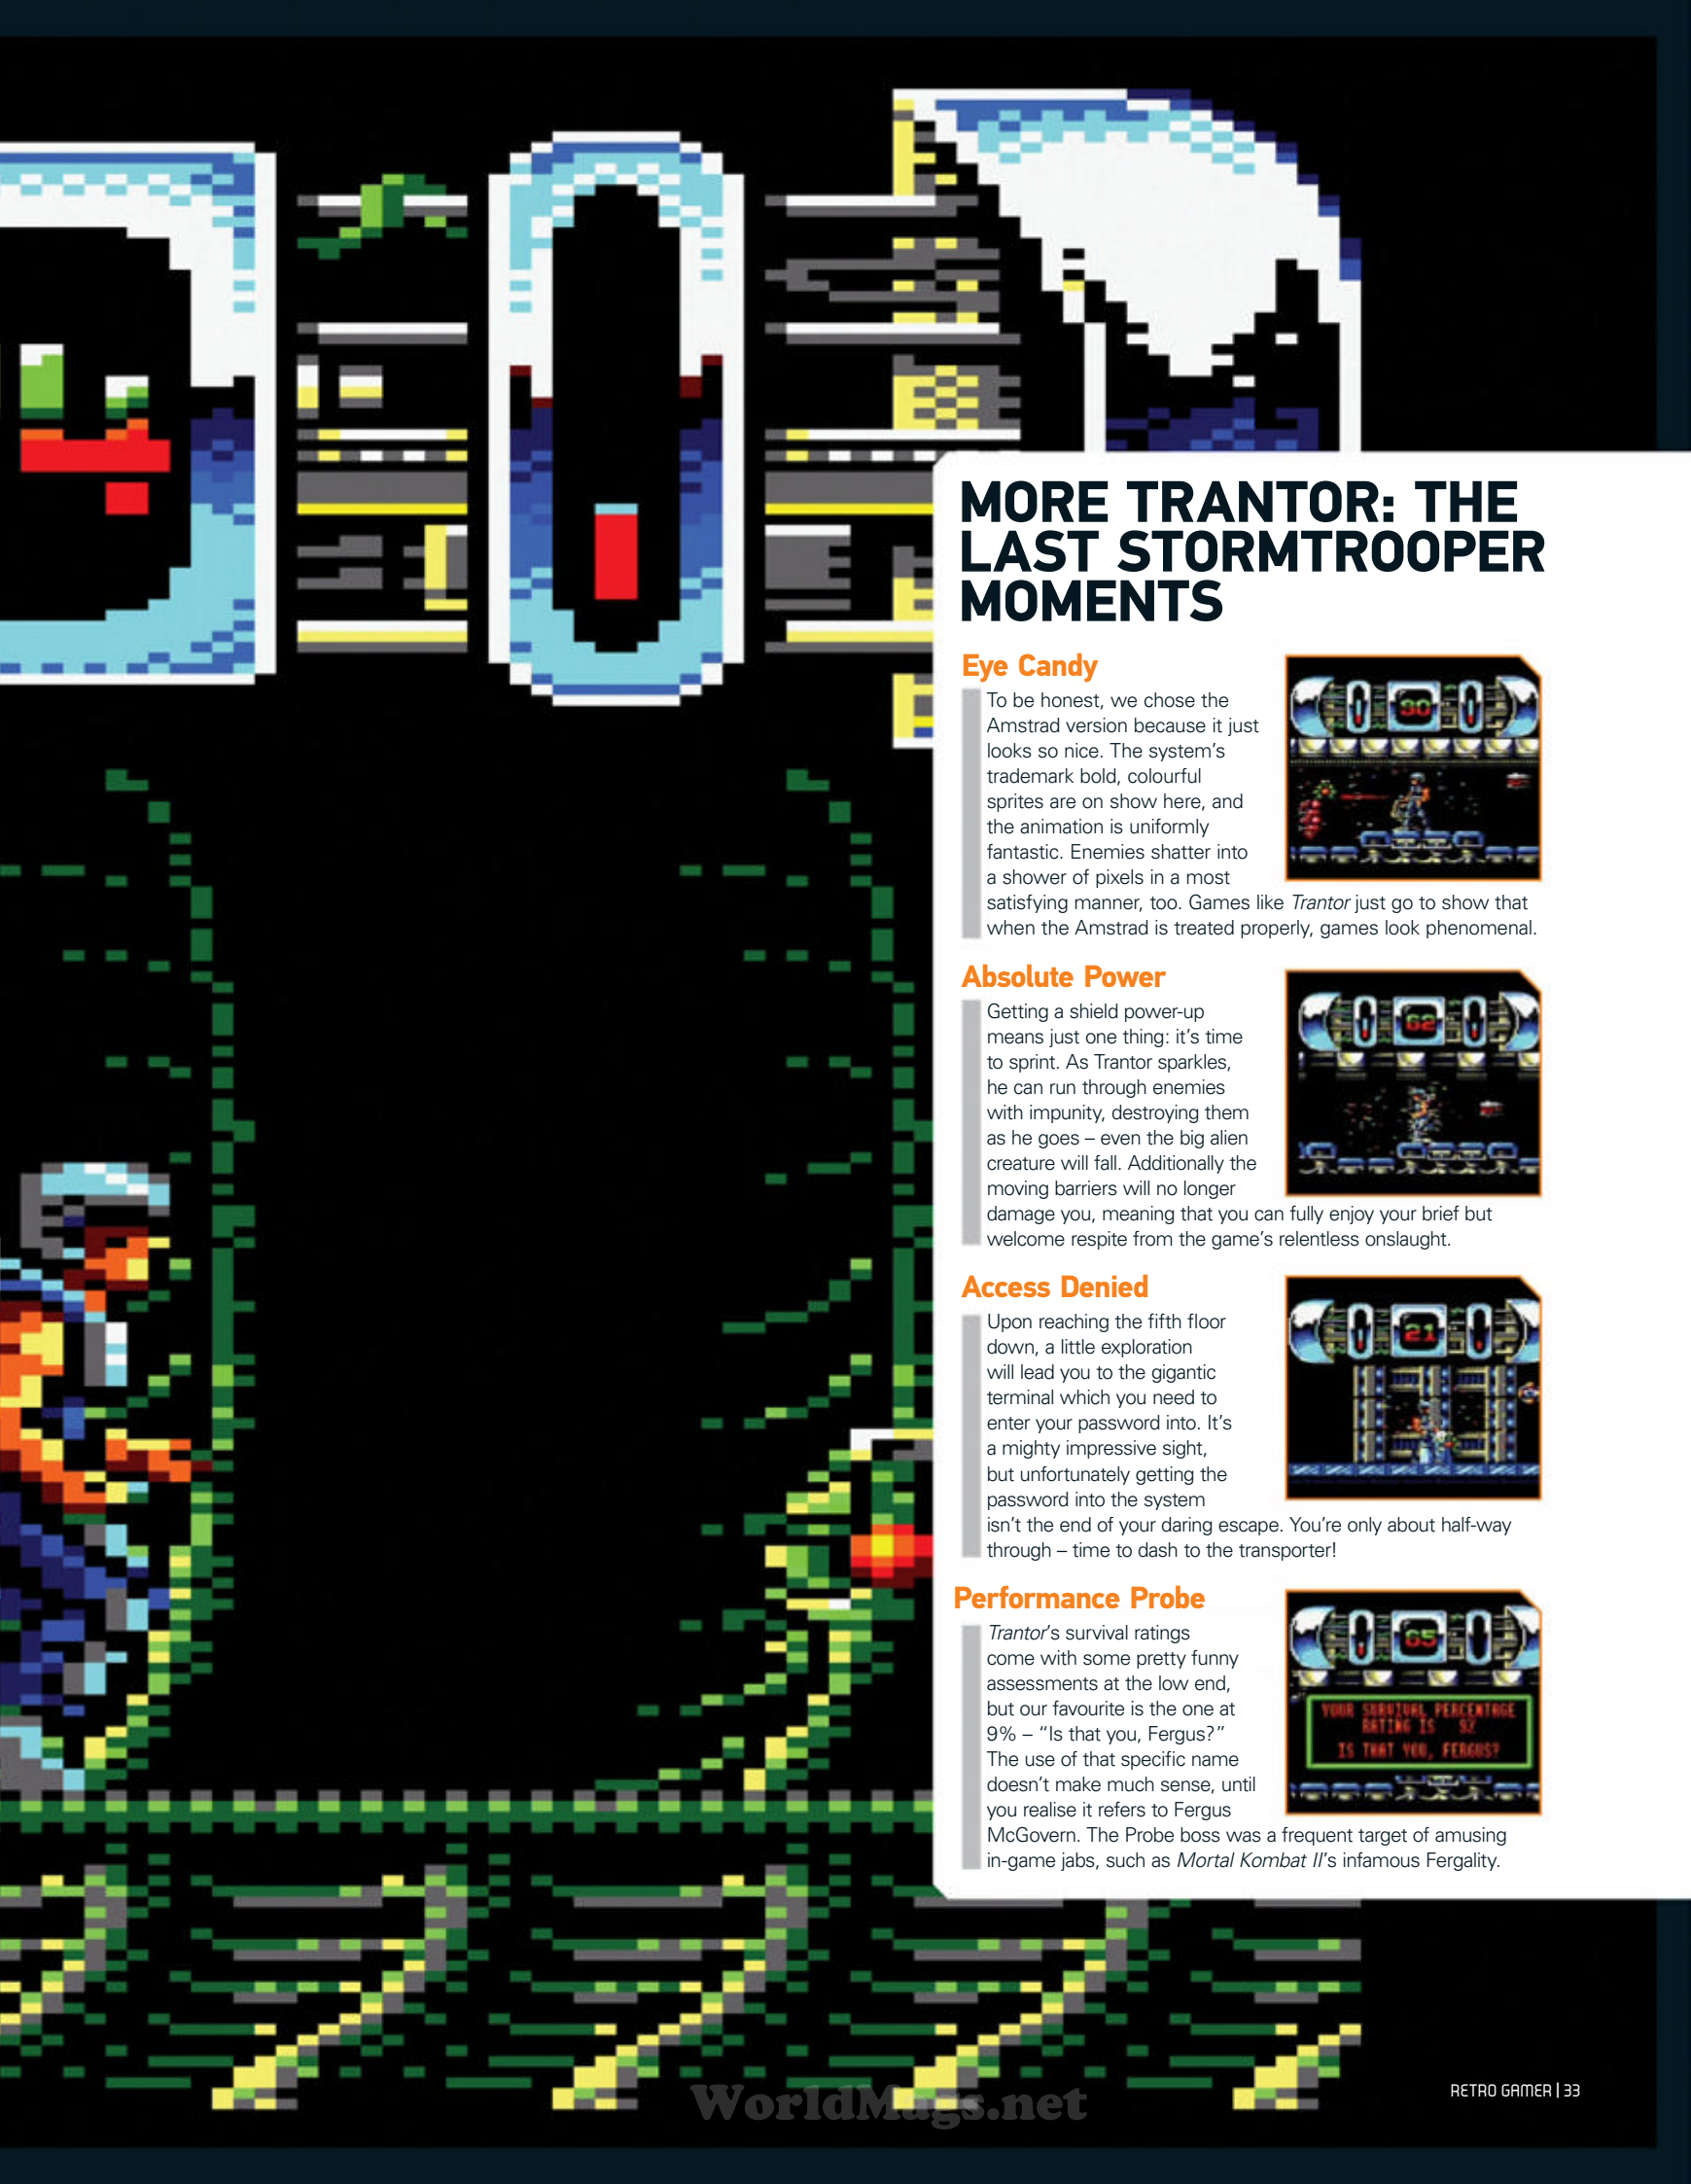 MORE TRANTOR: THE
LAST STORMTROOPER
MOMENTS
Eye Candy
To be honest, we chose the
Amstrad version because it just
looks so nice. The system's
trademark bold, colourful
sprites are on show here, and
the animation is uniformly
fantastic. Enemies shatter into
a shower of pixels in a most
satisfying manner, too. Games like Trantor just go to show that
when the Amstrad is treated properly, games look phenomenal.
90
Absolute Power
Getting a shield power-up
means just one thing: it's time
to sprint. As Trantor sparkles,
he can run through enemies
with impunity, destroying them
as he goes – even the big alien
creature will fall. Additionally the
moving barriers will no longer
damage you, meaning that you can fully enjoy your brief but
welcome respite from the game's relentless onslaught.
62
Access Denied
Upon reaching the fifth floor
down, a little exploration
will lead you to the gigantic
terminal which you need to
enter your password into. It's
a mighty impressive sight,
but unfortunately getting the
password into the system
isn't the end of your daring escape. You're only about half-way
through – time to dash to the transporter!
21
Performance Probe
Trantor's survival ratings
come with some pretty funny
assessments at the low end,
but our favourite is the one at
9% – "Is that you, Fergus?"
The use of that specific name
doesn't make much sense, until
you realise it refers to Fergus
McGovern. The Probe boss was a frequent target of amusing
in-game jabs, such as Mortal Kombat II's infamous Fergality.
65
YOUR SURVIVAL PERCENTAGE
RATING IS 9%
IS THAT YOU, FERGUS?
WorldMags.net
RETRO GAMER | 33